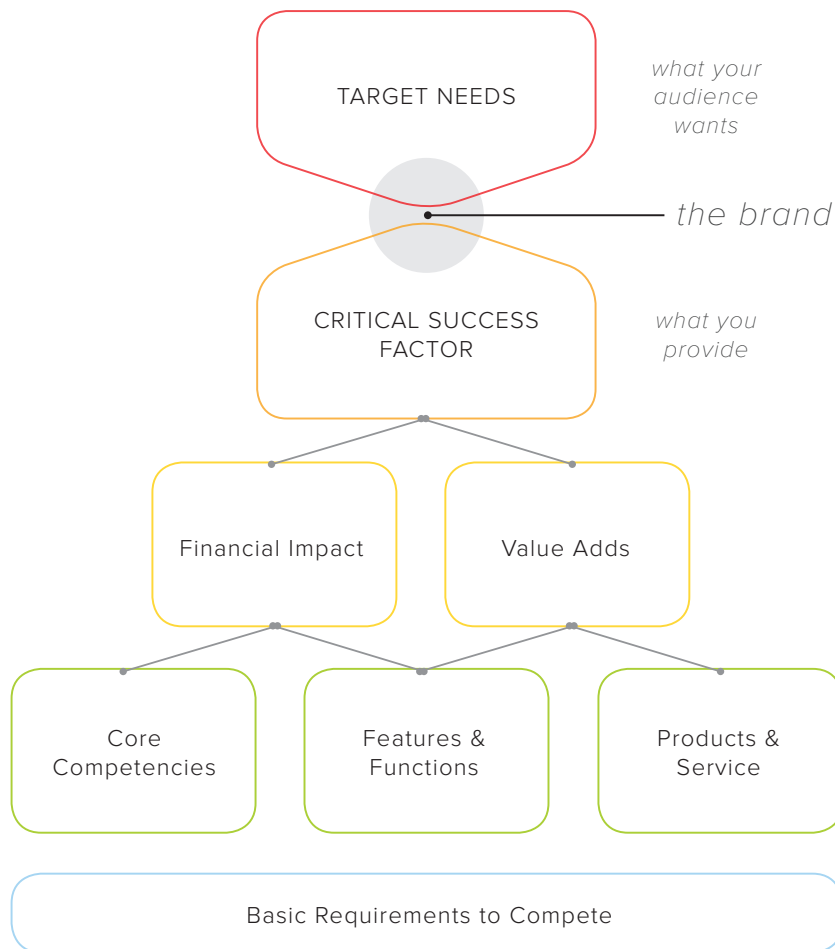 TARGET NEEDS
what your
audience
wants
the brand
CRITICAL SUCCESS
FACTOR
what you
provide
Financial Impact
Value Adds
Core
Competencies
Features &
Functions
Products &
Service
Basic Requirements to Compete